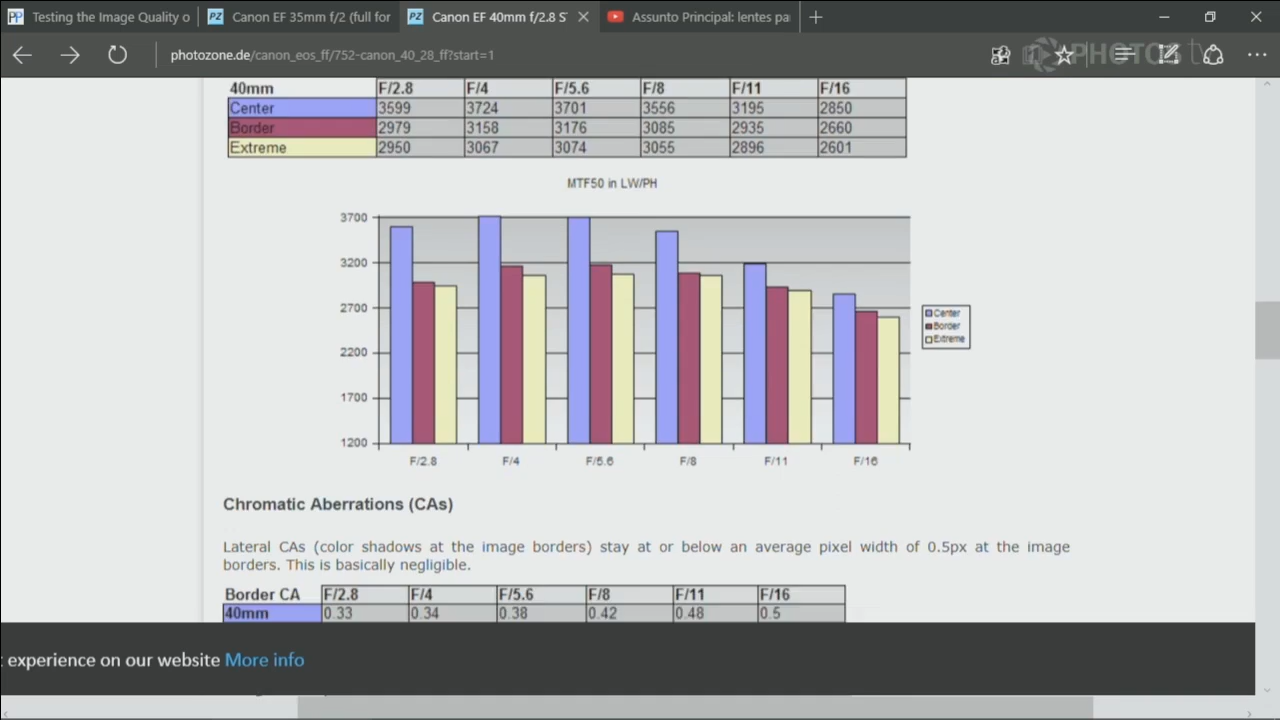 Testing the Image Quality o
Canon EF 35mm f/2 (full for
Canon EF 40mm f/2.8 ST
Assunto Principal: lentes pa
photozone.de/canon_eos_ff/752-canon_40_28_ff?start=1
PHOTOS tv
40mm F/2.8 F/4 F/5.6 F/8 F/11 F/16
Center 3599 3724 3701 3556 3195 2850
Border 2979 3158 3176 3085 2935 2660
Extreme 2950 3067 3074 3055 2896 2601
MTF50 in LW/PH
3700
3200
2700
2200
1700
1200
F/2.8 F/4 F/5.6 F/8 F/11 F/16
Center
Border
Extreme
Chromatic Aberrations (CAs)
Lateral CAs (color shadows at the image borders) stay at or below an average pixel width of 0.5px at the image
borders. This is basically negligible.
Border CA F/2.8 F/4 F/5.6 F/8 F/11 F/16
40mm 0.33 0.34 0.38 0.42 0.48 0.5
experience on our website More info